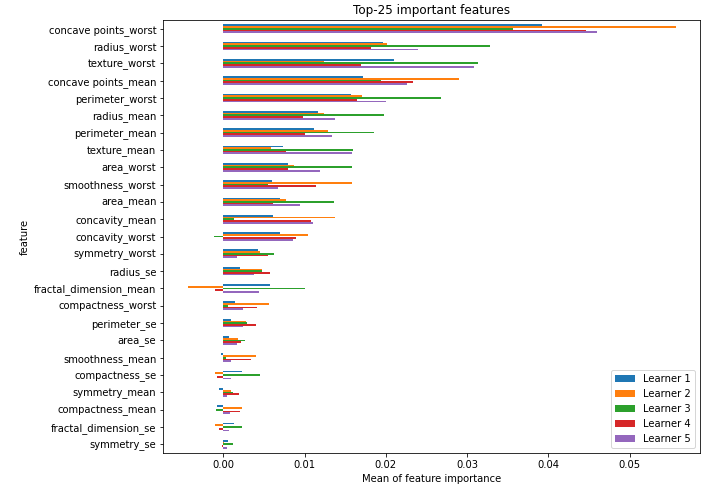 Top-25 important features
concave points_worst
radius_worst
texture_worst
concave points_mean
perimeter_worst
radius_mean
perimeter_mean
texture_mean
area_worst
smoothness_worst
area_mean
concavity_mean
concavity_worst
symmetry_worst
radius_se
fractal_dimension_mean
compactness_worst
perimeter_se
area_se
smoothness_mean
compactness_se
symmetry_mean
compactness_mean
fractal_dimension_se
symmetry_se
feature
Learner 1
Learner 2
Learner 3
Learner 4
Learner 5
0.00 0.01 0.02 0.03 0.04 0.05
Mean of feature importance